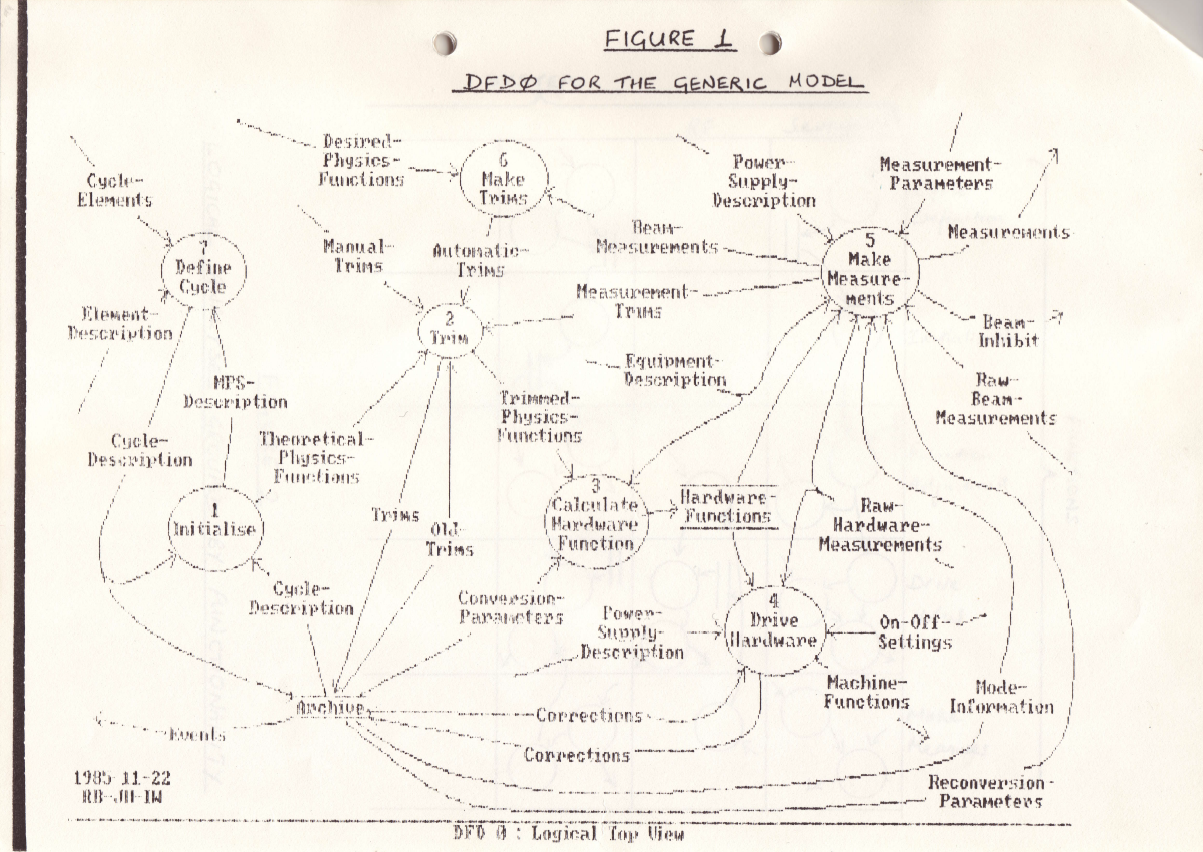 FIGURE 1
DFDØ FOR THE GENERIC MODEL
Desired-
Physics-
Functions
6
Make
Trims
Power-
Supply-
Description
Measurement-
Parameters
Cycle-
Elements
Measurements
Beam-
Measurements
5
Make
Measure-
ments
7
Define
Cycle
Manual-
Trims
Automatic-
Trims
Measurement-
Trims
Element-
Description
2
Trim
Beam-
Inhibit
Equipment-
Description
MPS-
Description
Trimmed-
Physics-
Functions
Raw-
Beam-
Measurements
Cycle-
Description
Theoretical-
Physics-
Functions
1
Initialise
Trims
Old-
Trims
3
Calculate
Hardware
Function
Hardware-
Functions
Raw-
Hardware-
Measurements
Cycle-
Description
Conversion-
Parameters
Power-
Supply-
Description
4
Drive
Hardware
On-Off-
Settings
Machine-
Functions
Mode-
Information
Archive
Corrections
Corrections
Events
Reconversion-
Parameters
1985-11-22
DFD 0 : Logical Top View